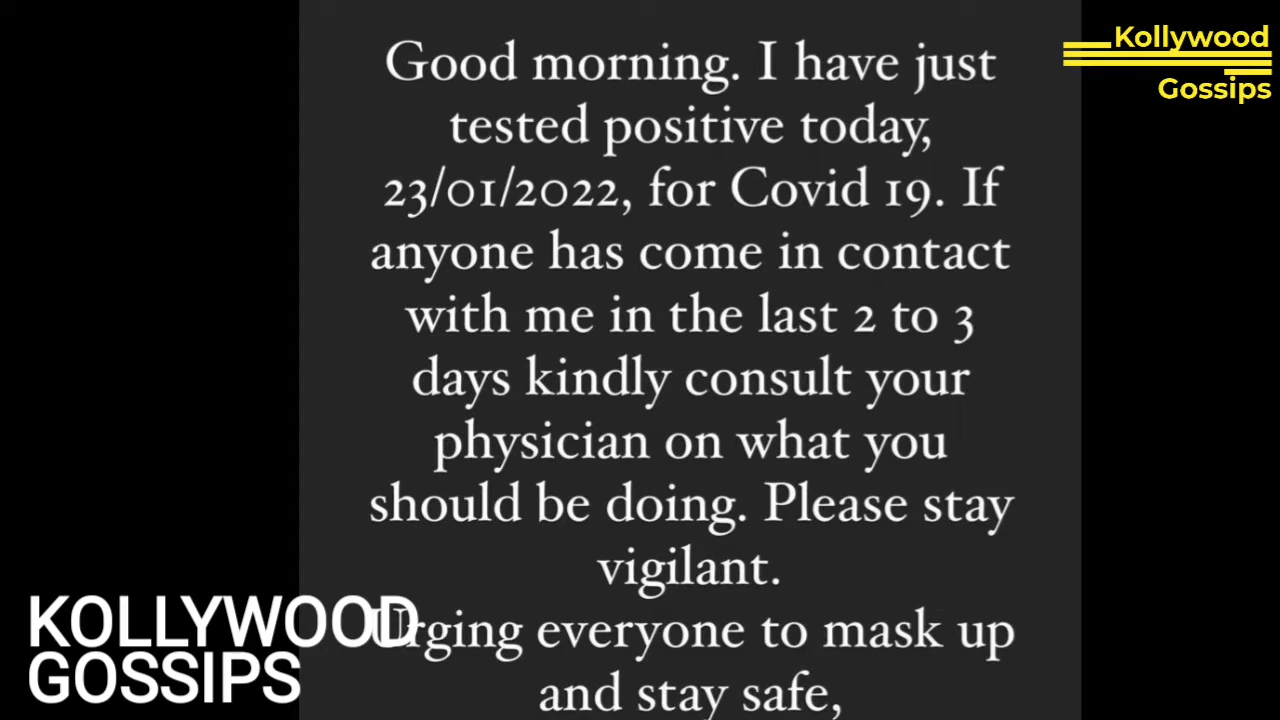 Kollywood
Gossips
Good morning. I have just
tested positive today,
23/01/2022, for Covid 19. If
anyone has come in contact
with me in the last 2 to 3
days kindly consult your
physician on what you
should be doing. Please stay
vigilant.
Urging everyone to mask up
and stay safe,
KOLLYWOOD
GOSSIPS